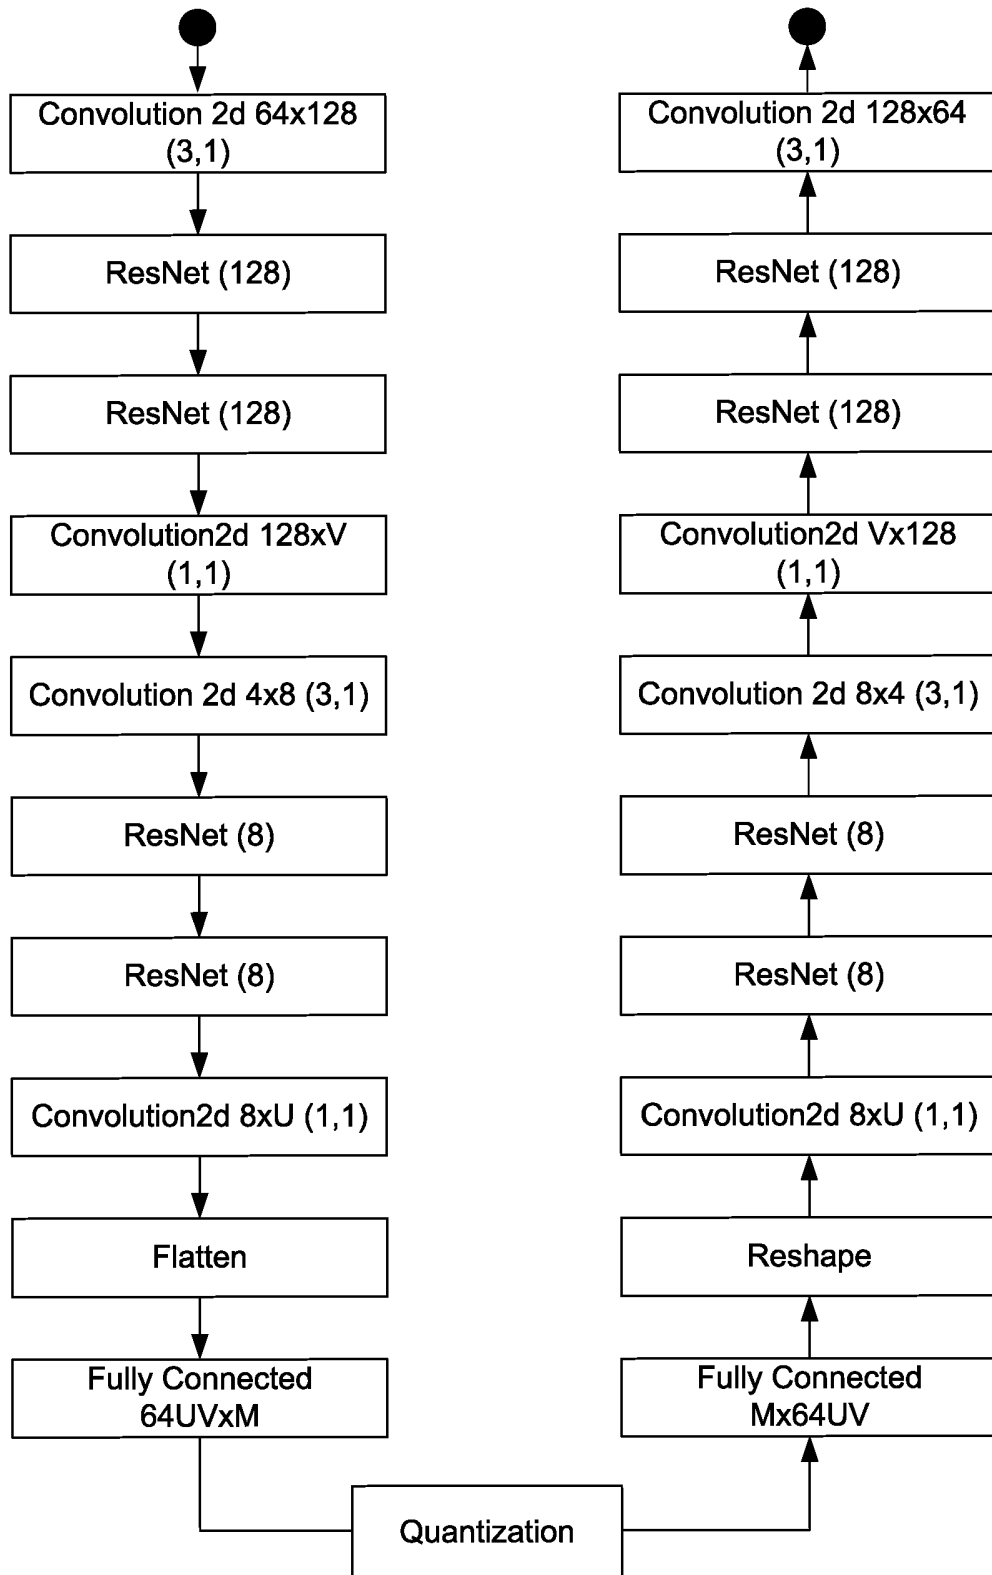 Convolution 2d 64x128
(3,1)
ResNet (128)
ResNet (128)
Convolution2d 128xV
(1,1)
Convolution 2d 4x8 (3,1)
ResNet (8)
ResNet (8)
Convolution2d 8xU (1,1)
Flatten
Fully Connected
64UVxM
Quantization
Convolution 2d 128x64
(3,1)
ResNet (128)
ResNet (128)
Convolution2d Vx128
(1,1)
Convolution 2d 8x4 (3,1)
ResNet (8)
ResNet (8)
Convolution2d 8xU (1,1)
Reshape
Fully Connected
Mx64UV